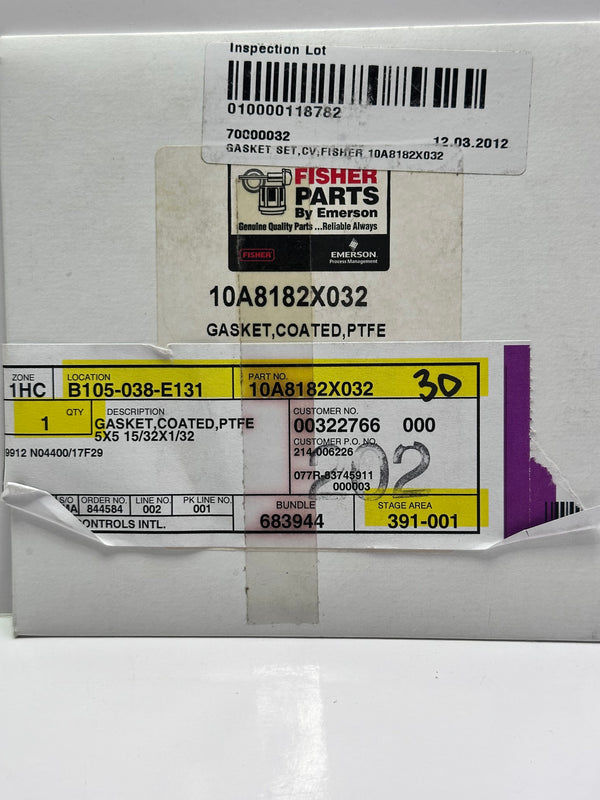 Inspection Lot
010000118782
70000032 12.03.2012
GASKET SET,CV,FISHER,10A8182X032
FISHER
PARTS
By Emerson
Genuine Quality Parts ...Reliable Always
FISHER EMERSON
Process Management
10A8182X032
GASKET,COATED,PTFE
ZONE LOCATION PART NO.
1HC B105-038-E131 10A8182X032 30
QTY DESCRIPTION CUSTOMER NO.
1 GASKET,COATED,PTFE 00322766 000
5X5 15/32X1/32 CUSTOMER P.O. NO.
9912 N04400/17F29 214-006226
202
077R-83745911
000003
S/O ORDER NO. LINE NO. PK LINE NO. BUNDLE STAGE AREA
MA 844584 002 001 683944 391-001
CONTROLS INTL.